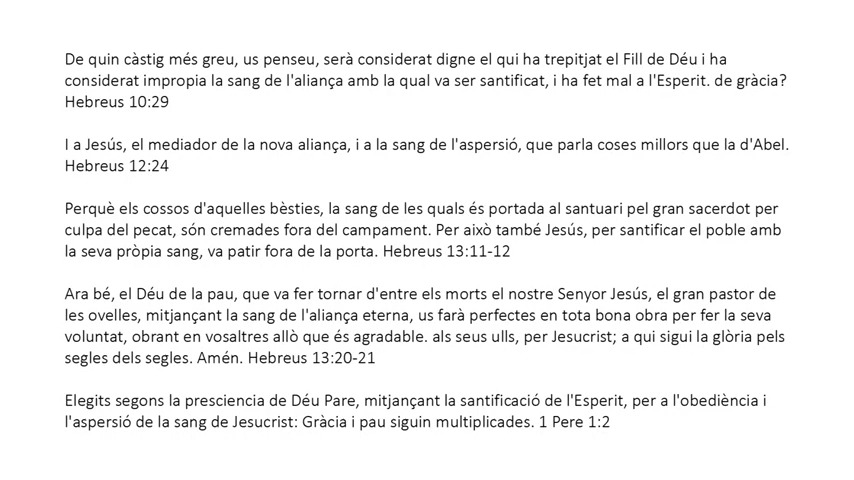 De quin càstig més greu, us penseu, serà considerat digne el qui ha trepitjat el Fill de Déu i ha
considerat impropia la sang de l'aliança amb la qual va ser santificat, i ha fet mal a l'Esperit. de gràcia?
Hebreus 10:29
I a Jesús, el mediador de la nova aliança, i a la sang de l'aspersió, que parla coses millors que la d'Abel.
Hebreus 12:24
Perquè els cossos d'aquelles bèsties, la sang de les quals és portada al santuari pel gran sacerdot per
culpa del pecat, són cremades fora del campament. Per això també Jesús, per santificar el poble amb
la seva pròpia sang, va patir fora de la porta. Hebreus 13:11-12
Ara bé, el Déu de la pau, que va fer tornar d'entre els morts el nostre Senyor Jesús, el gran pastor de
les ovelles, mitjançant la sang de l'aliança eterna, us farà perfectes en tota bona obra per fer la seva
voluntat, obrant en vosaltres allò que és agradable. als seus ulls, per Jesucrist; a qui sigui la glòria pels
segles dels segles. Amén. Hebreus 13:20-21
Elegits segons la presciencia de Déu Pare, mitjançant la santificació de l'Esperit, per a l'obediència i
l'aspersió de la sang de Jesucrist: Gràcia i pau siguin multiplicades. 1 Pere 1:2